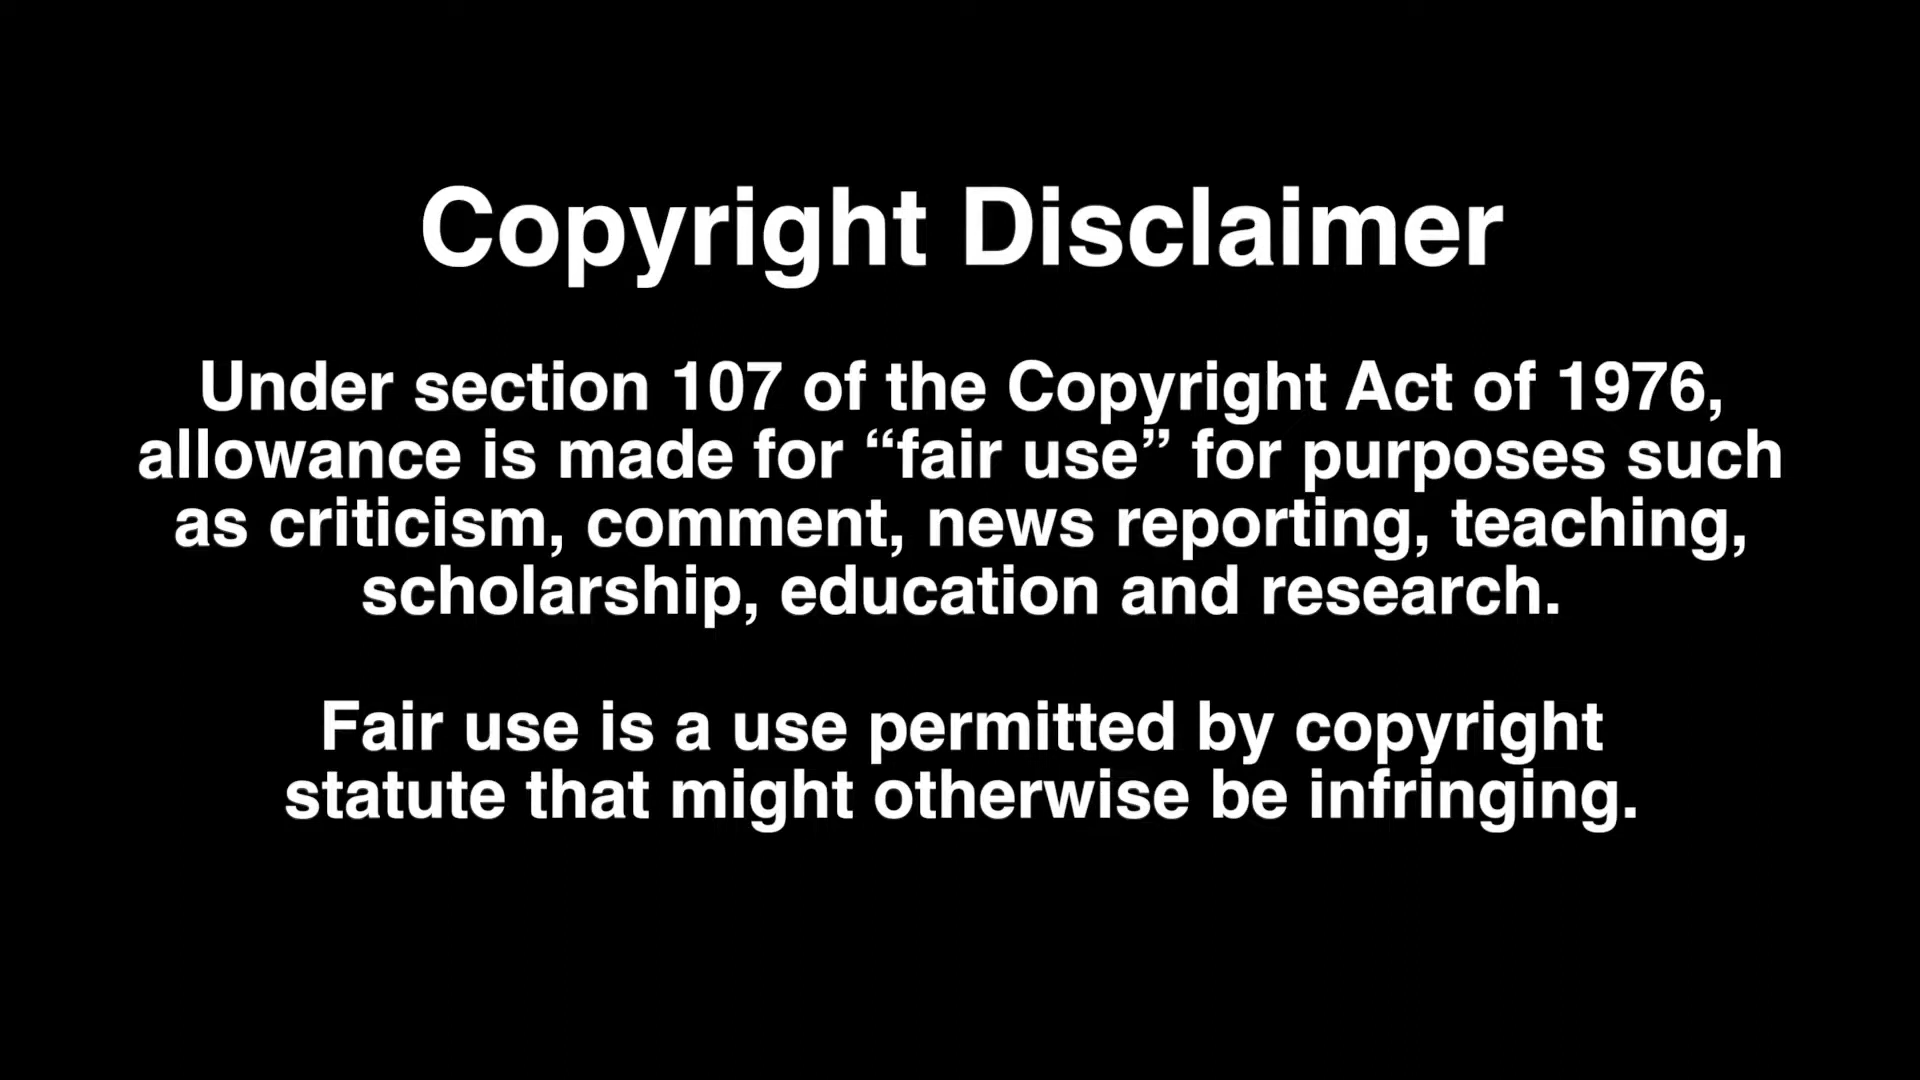 Copyright Disclaimer
Under section 107 of the Copyright Act of 1976,
allowance is made for “fair use” for purposes such
as criticism, comment, news reporting, teaching,
scholarship, education and research.
Fair use is a use permitted by copyright
statute that might otherwise be infringing.